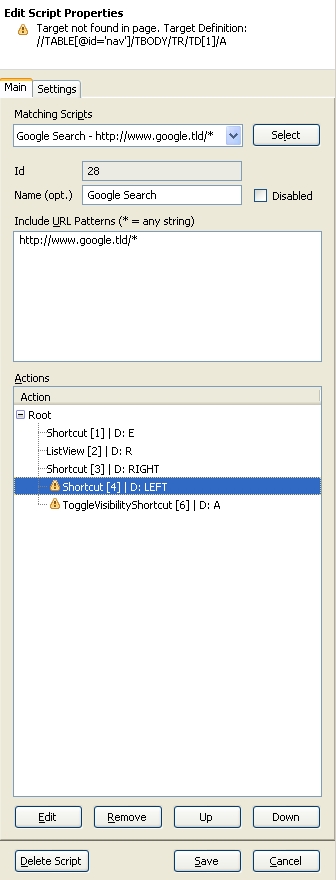 Edit Script Properties
Target not found in page. Target Definition:
//TABLE[@id='nav']/TBODY/TR/TD[1]/A
Main Settings
Matching Scripts
Google Search - http://www.google.tld/* Select
Id 28
Name (opt.) Google Search Disabled
Include URL Patterns (* = any string)
http://www.google.tld/*
Actions
Action
Root
Shortcut [1] | D: E
ListView [2] | D: R
Shortcut [3] | D: RIGHT
Shortcut [4] | D: LEFT
ToggleVisibilityShortcut [6] | D: A
Edit Remove Up Down
Delete Script Save Cancel